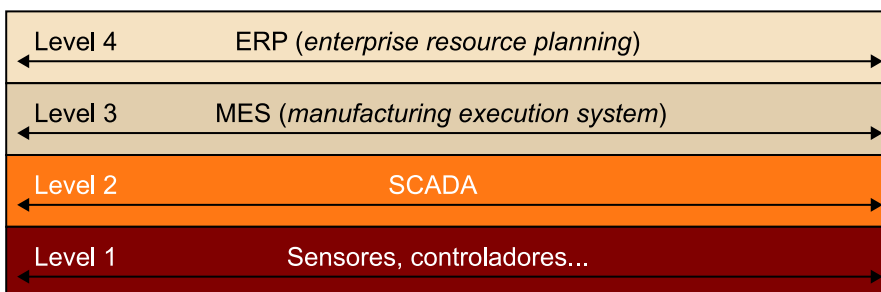 Level 4 ERP (enterprise resource planning)
Level 3 MES (manufacturing execution system)
Level 2 SCADA
Level 1 Sensores, controladores...